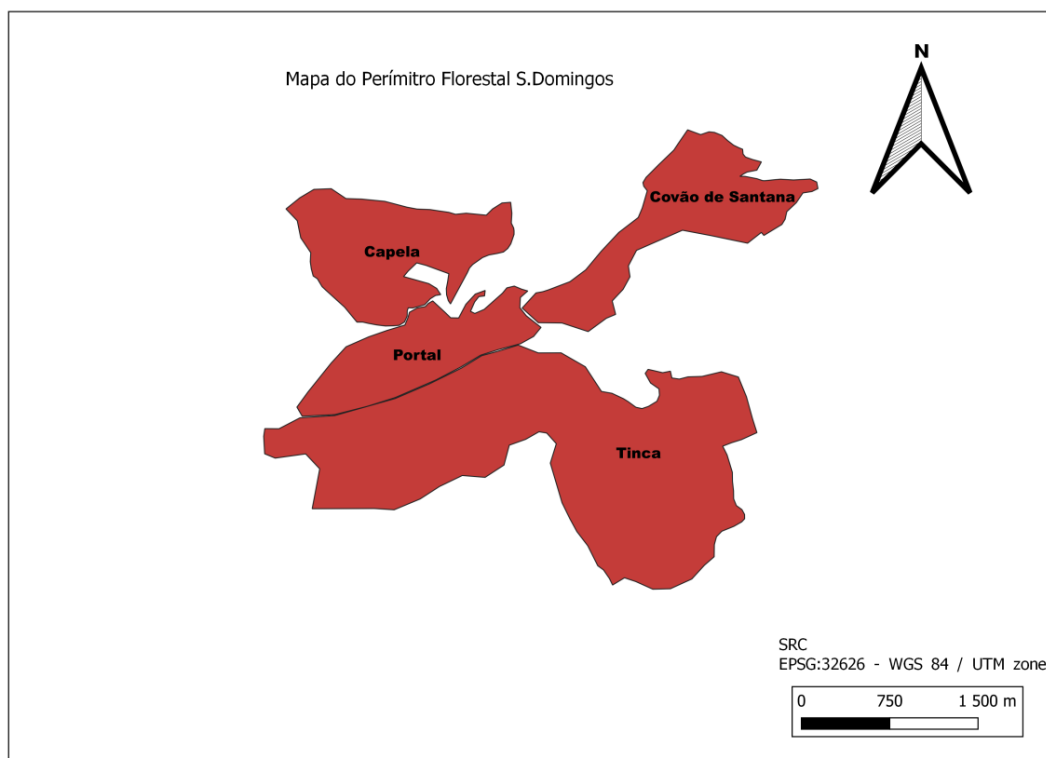 N
Mapa do Perímitro Florestal S.Domingos
Covão de Santana
Capela
Portal
Tinca
SRC
EPSG:32626 - WGS 84 / UTM zone
0 750 1 500 m